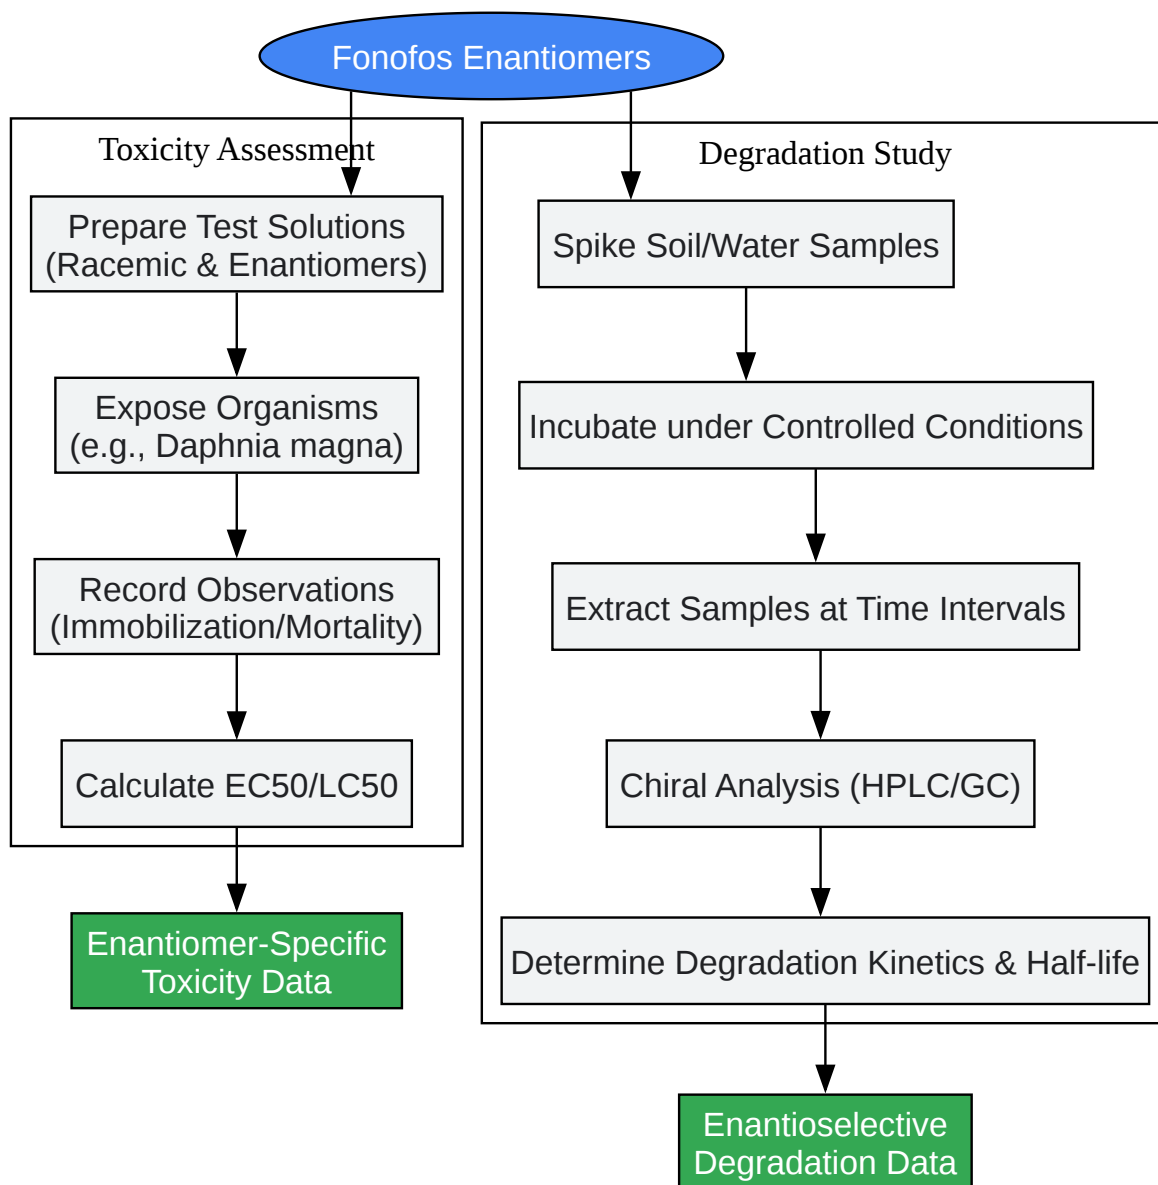 Fonofos Enantiomers
Toxicity Assessment
Prepare Test Solutions
(Racemic & Enantiomers)
Expose Organisms
(e.g., Daphnia magna)
Record Observations
(Immobilization/Mortality)
Calculate EC50/LC50
Enantiomer-Specific
Toxicity Data
Degradation Study
Spike Soil/Water Samples
Incubate under Controlled Conditions
Extract Samples at Time Intervals
Chiral Analysis (HPLC/GC)
Determine Degradation Kinetics & Half-life
Enantioselective
Degradation Data